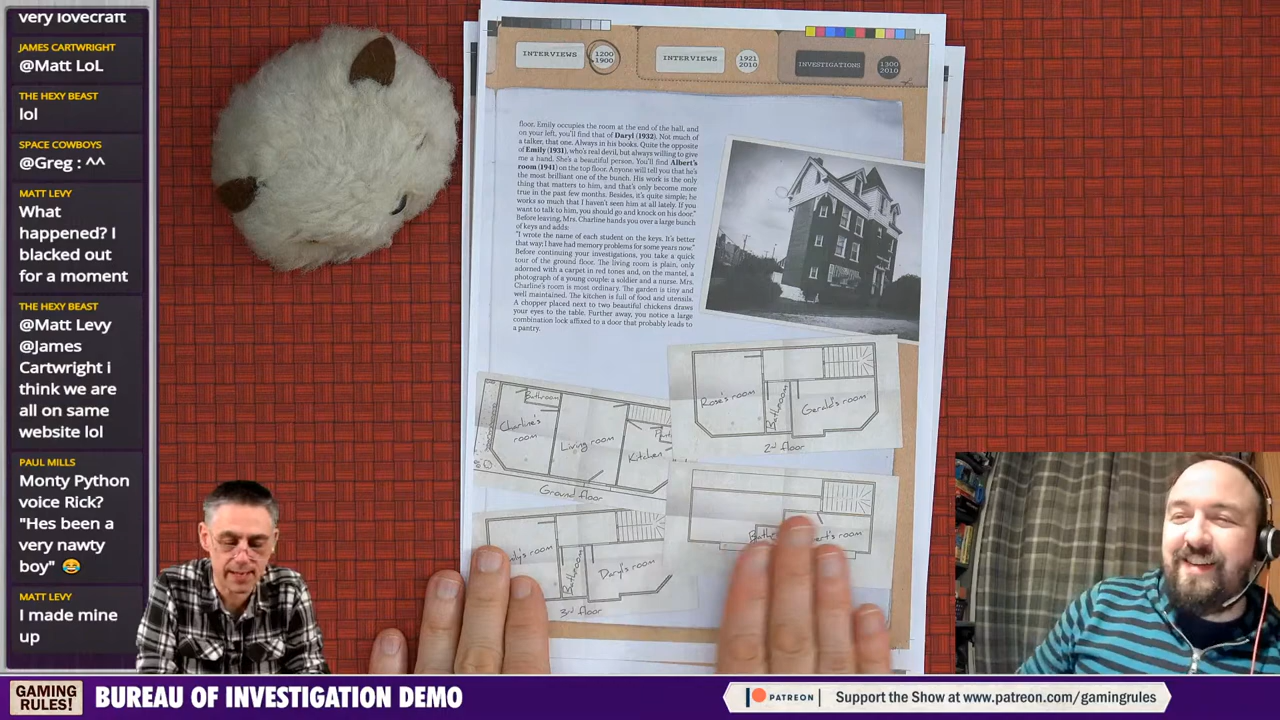 very lovecraft
JAMES CARTWRIGHT
@Matt LoL
THE HEXY BEAST
lol
SPACE COWBOYS
@Greg : ^^
MATT LEVY
What
happened? I
blacked out
for a moment
THE HEXY BEAST
@Matt Levy
@James
Cartwright i
think we are
all on same
website lol
PAUL MILLS
Monty Python
voice Rick?
"Hes been a
very nawty
boy" 😂
MATT LEVY
I made mine
up
INTERVIEWS 1200 1900
INTERVIEWS 1921 2010
INVESTIGATIONS 1300 2010
floor, Emily occupies the room at the end of the hall, and
on your left, you'll find that of Daryl (1932). Not much of
a talker, that one. Always in his books. Quite the opposite
of Emily (1931), who's real devil, but always willing to give
me a hand. She's a beautiful person. You'll find Albert's
room (1941) on the top floor. Anyone will tell you that he's
the most brilliant one of the bunch. His work is the only
thing that matters to him, and that's only become more
true in the past few months. Besides, it's quite simple; he
works so much that I haven't seen him at all lately. If you
want to talk to him, you should go and knock on his door."
Before leaving, Mrs. Charline hands you over a large bunch
of keys and adds:
"I wrote the name of each student on the keys. It's better
that way; I have had memory problems for some years now."
Before continuing your investigations, you take a quick
tour of the ground floor. The living room is plain, only
adorned with a carpet in red tones and, on the mantel, a
photograph of a young couple: a soldier and a nurse. Mrs.
Charline's room is most ordinary. The garden is tiny and
well maintained. The kitchen is full of food and utensils.
A chopper placed next to two beautiful chickens draws
your eyes to the table. Further away, you notice a large
combination lock affixed to a door that probably leads to
a pantry.
Rose's room
Bathroom
Gerald's room
2nd floor
Bathroom
Charline's
room
Living room
Kitchen
Ground floor
room
Bathroom
Daryl's room
3rd floor
room
GAMING
RULES!
BUREAU OF INVESTIGATION DEMO
PATREON
Support the Show at www.patreon.com/gamingrules